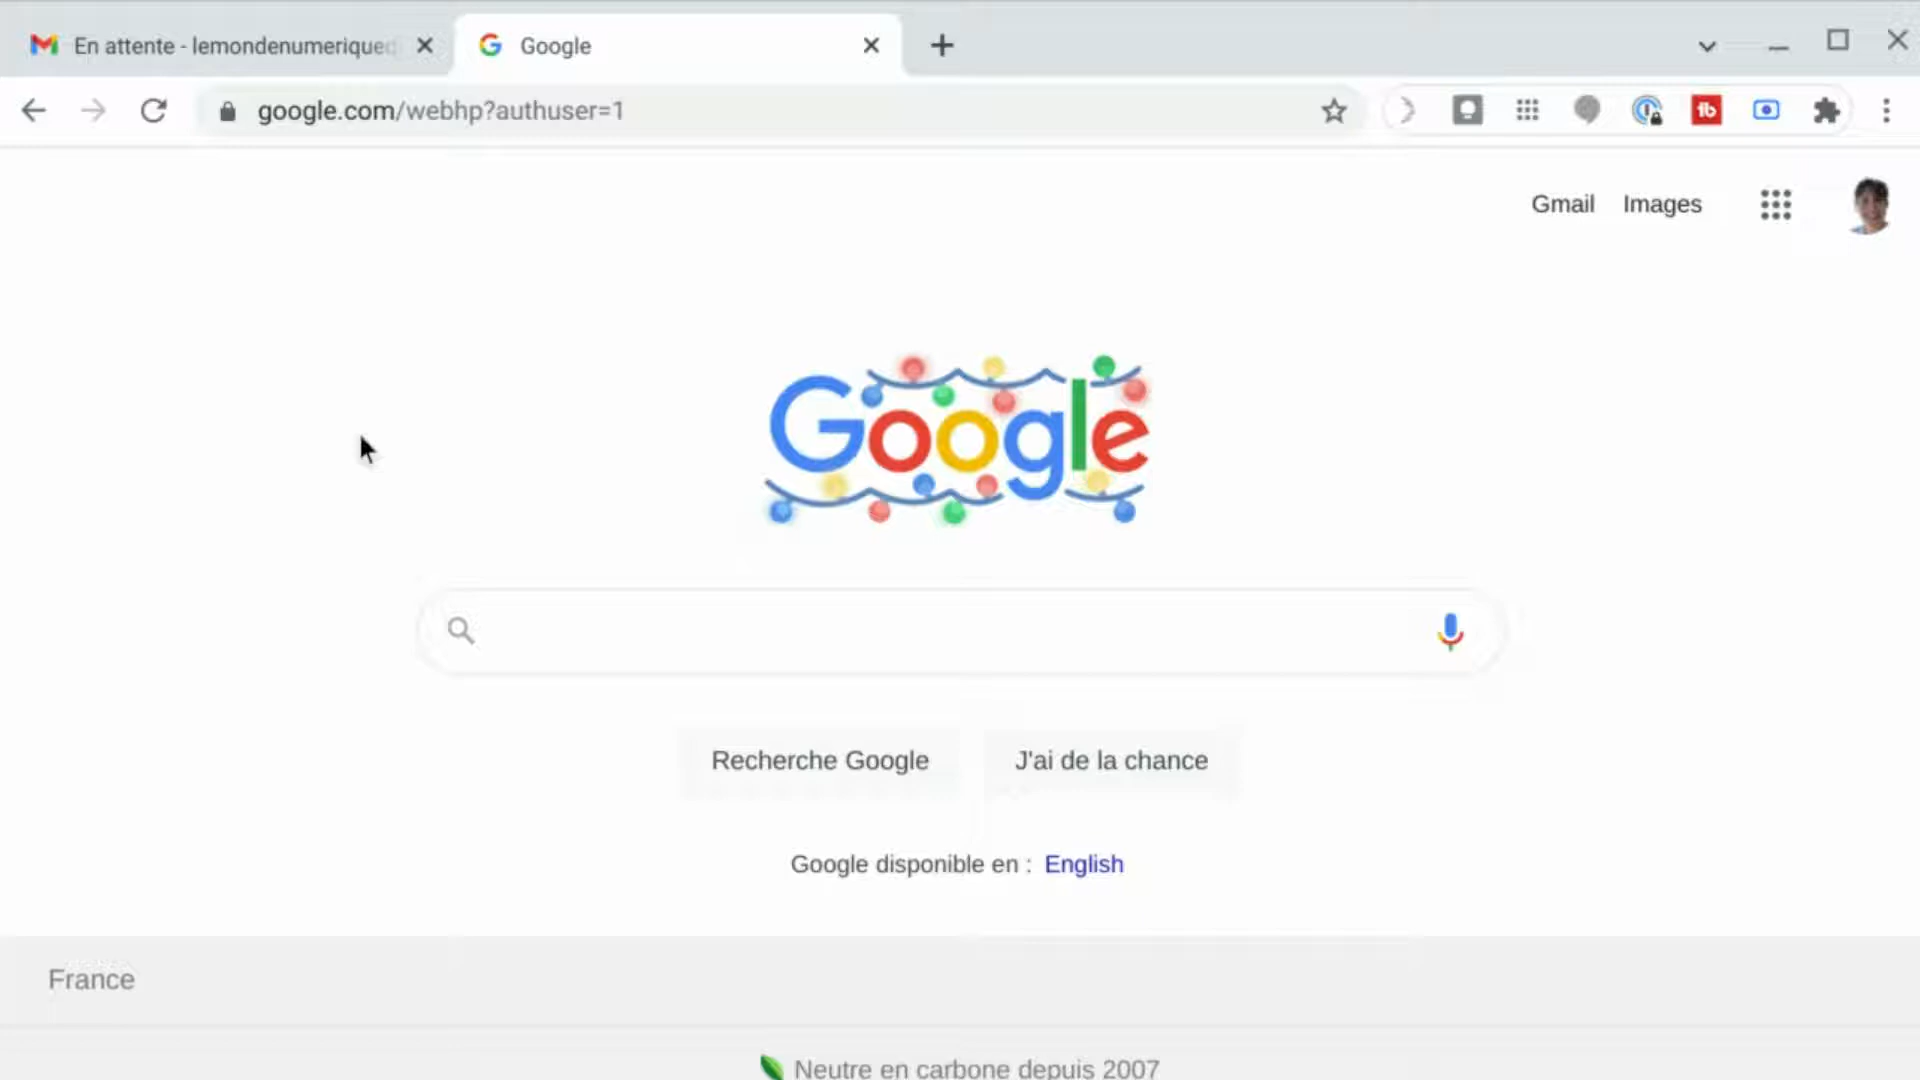 En attente - lemondenumeriqued
Google
google.com/webhp?authuser=1
Gmail Images
Google
Recherche Google
J'ai de la chance
Google disponible en : English
France
Neutre en carbone depuis 2007